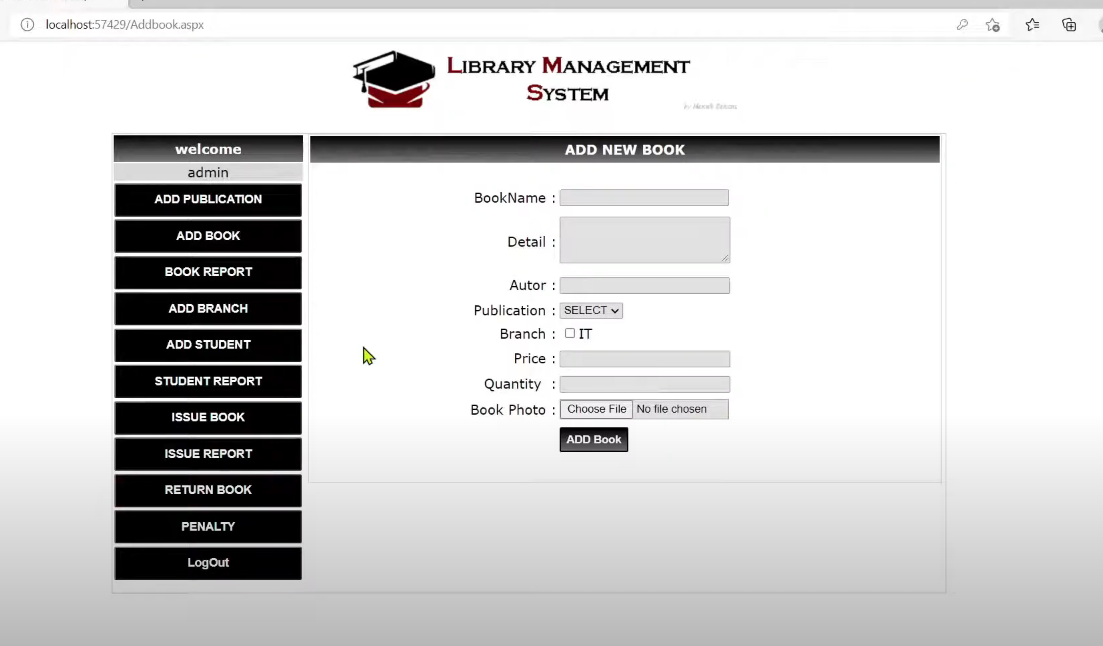 localhost:57429/Addbook.aspx
LIBRARY MANAGEMENT
SYSTEM
welcome
admin
ADD PUBLICATION
ADD BOOK
BOOK REPORT
ADD BRANCH
ADD STUDENT
STUDENT REPORT
ISSUE BOOK
ISSUE REPORT
RETURN BOOK
PENALTY
LogOut
ADD NEW BOOK
BookName :
Detail :
Autor :
Publication : SELECT
Branch : IT
Price :
Quantity :
Book Photo : Choose File No file chosen
ADD Book